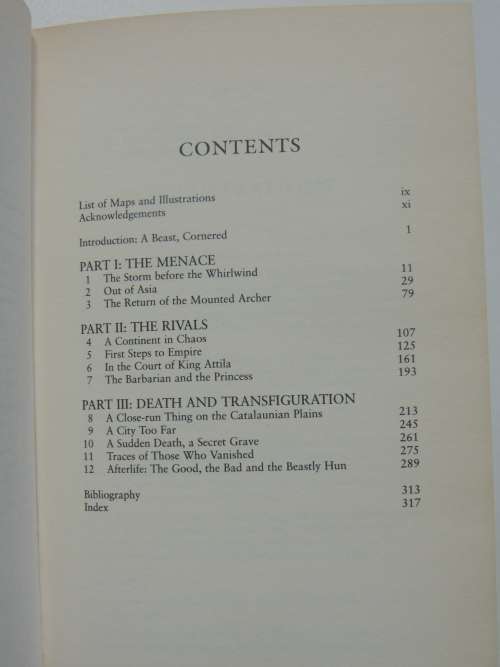 CONTENTS
List of Maps and Illustrations ix
Acknowledgements xi
Introduction: A Beast, Cornered 1
PART I: THE MENACE
1 The Storm before the Whirlwind 11
2 Out of Asia 29
3 The Return of the Mounted Archer 79
PART II: THE RIVALS
4 A Continent in Chaos 107
5 First Steps to Empire 125
6 In the Court of King Attila 161
7 The Barbarian and the Princess 193
PART III: DEATH AND TRANSFIGURATION
8 A Close-run Thing on the Catalaunian Plains 213
9 A City Too Far 245
10 A Sudden Death, a Secret Grave 261
11 Traces of Those Who Vanished 275
12 Afterlife: The Good, the Bad and the Beastly Hun 289
Bibliography 313
Index 317